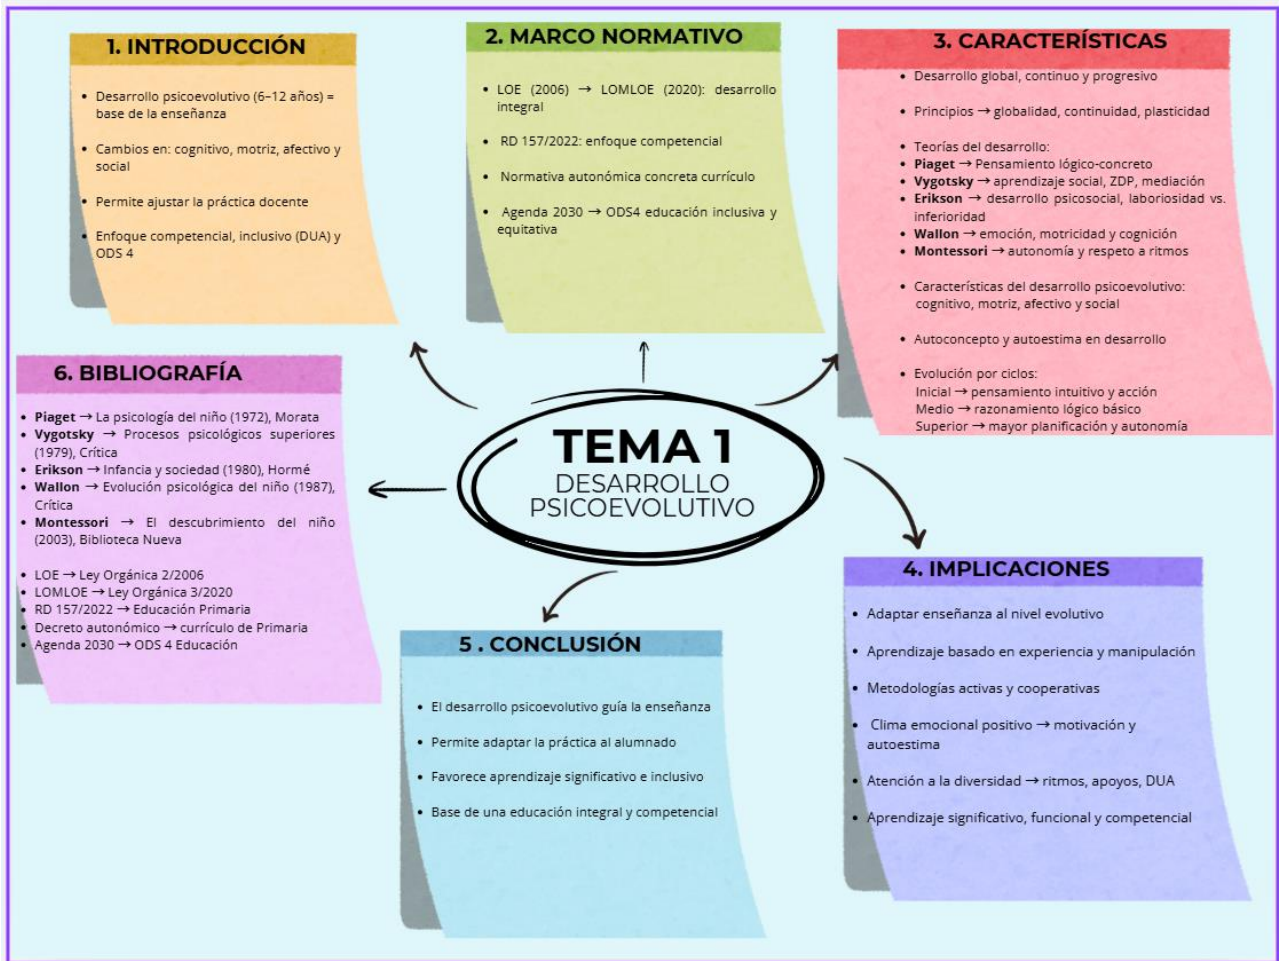 1. INTRODUCCIÓN
• Desarrollo psicoevolutivo (6–12 años) =
base de la enseñanza
• Cambios en: cognitivo, motriz, afectivo y
social
• Permite ajustar la práctica docente
• Enfoque competencial, inclusivo (DUA) y
ODS 4
2. MARCO NORMATIVO
• LOE (2006) → LOMLOE (2020): desarrollo
integral
• RD 157/2022: enfoque competencial
• Normativa autonómica concreta currículo
• Agenda 2030 → ODS4 educación inclusiva y
equitativa
3. CARACTERÍSTICAS
• Desarrollo global, continuo y progresivo
• Principios → globalidad, continuidad, plasticidad
• Teorías del desarrollo:
• Piaget → Pensamiento lógico-concreto
• Vygotsky → aprendizaje social, ZDP, mediación
• Erikson → desarrollo psicosocial, laboriosidad vs.
inferioridad
• Wallon → emoción, motricidad y cognición
• Montessori → autonomía y respeto a ritmos
• Características del desarrollo psicoevolutivo:
cognitivo, motriz, afectivo y social
• Autoconcepto y autoestima en desarrollo
• Evolución por ciclos:
Inicial → pensamiento intuitivo y acción
Medio → razonamiento lógico básico
Superior → mayor planificación y autonomía
TEMA 1
DESARROLLO
PSICOEVOLUTIVO
4. IMPLICACIONES
• Adaptar enseñanza al nivel evolutivo
• Aprendizaje basado en experiencia y manipulación
• Metodologías activas y cooperativas
• Clima emocional positivo → motivación y
autoestima
• Atención a la diversidad → ritmos, apoyos, DUA
• Aprendizaje significativo, funcional y competencial
5 . CONCLUSIÓN
• El desarrollo psicoevolutivo guía la enseñanza
• Permite adaptar la práctica al alumnado
• Favorece aprendizaje significativo e inclusivo
• Base de una educación integral y competencial
6. BIBLIOGRAFÍA
• Piaget → La psicología del niño (1972), Morata
• Vygotsky → Procesos psicológicos superiores
(1979), Crítica
• Erikson → Infancia y sociedad (1980), Hormé
• Wallon → Evolución psicológica del niño (1987),
Crítica
• Montessori → El descubrimiento del niño
(2003), Biblioteca Nueva
• LOE → Ley Orgánica 2/2006
• LOMLOE → Ley Orgánica 3/2020
• RD 157/2022 → Educación Primaria
• Decreto autonómico → currículo de Primaria
• Agenda 2030 → ODS 4 Educación